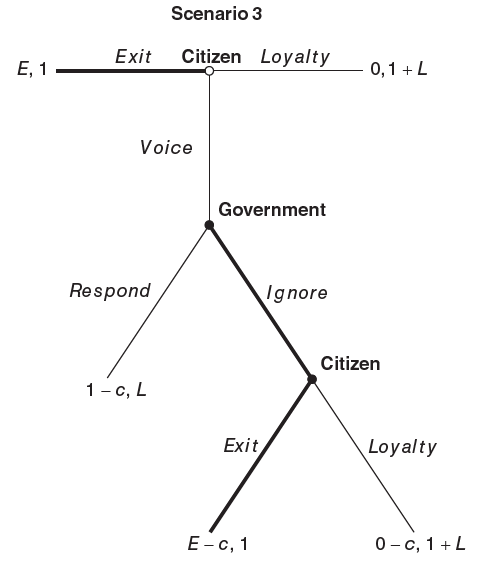 Scenario 3
E, 1 Exit Citizen Loyalty 0, 1 + L
Voice
Government
Respond Ignore
Citizen
1 – c, L
Exit Loyalty
E – c, 1 0 – c, 1 + L